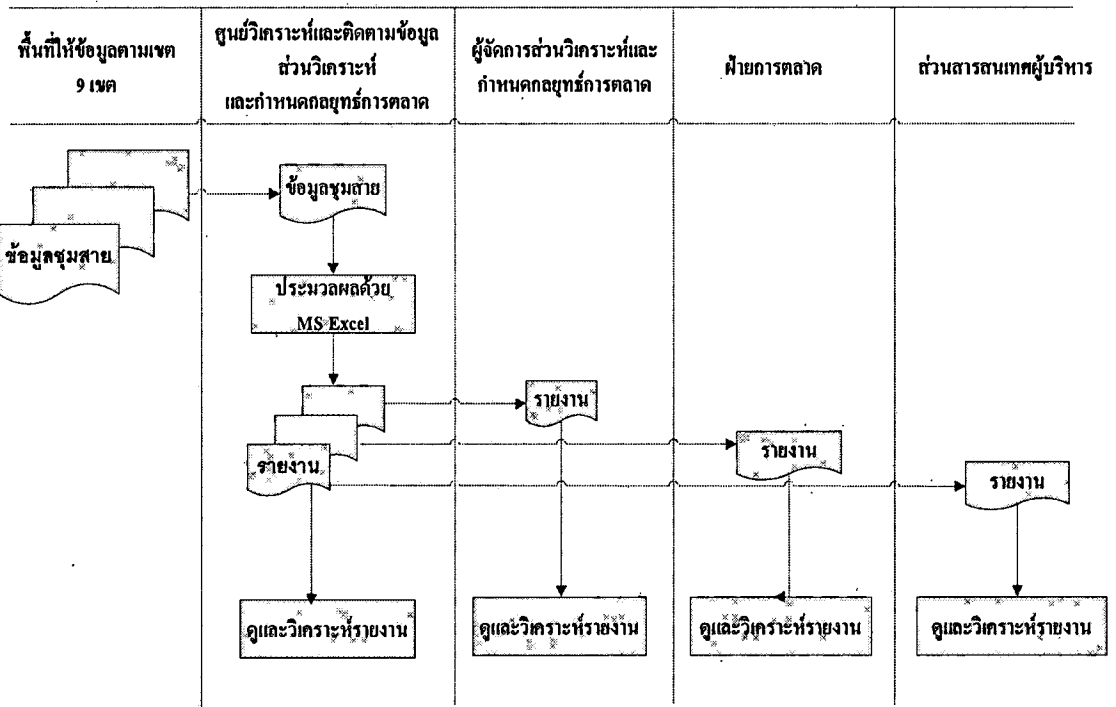 พื้นที่ให้ข้อมูลตามเขต
9 เขต
ศูนย์วิเคราะห์และติดตามข้อมูล
ส่วนวิเคราะห์
และกำหนดกลยุทธ์การตลาด
ผู้จัดการส่วนวิเคราะห์และ
กำหนดกลยุทธ์การตลาด
ฝ่ายการตลาด
ส่วนสารสนเทศผู้บริหาร
ข้อมูลชุมสาย
ข้อมูลชุมสาย
ประมวลผลด้วย
MS Excel
รายงาน
รายงาน
รายงาน
รายงาน
ดูและวิเคราะห์รายงาน
ดูและวิเคราะห์รายงาน
ดูและวิเคราะห์รายงาน
ดูและวิเคราะห์รายงาน